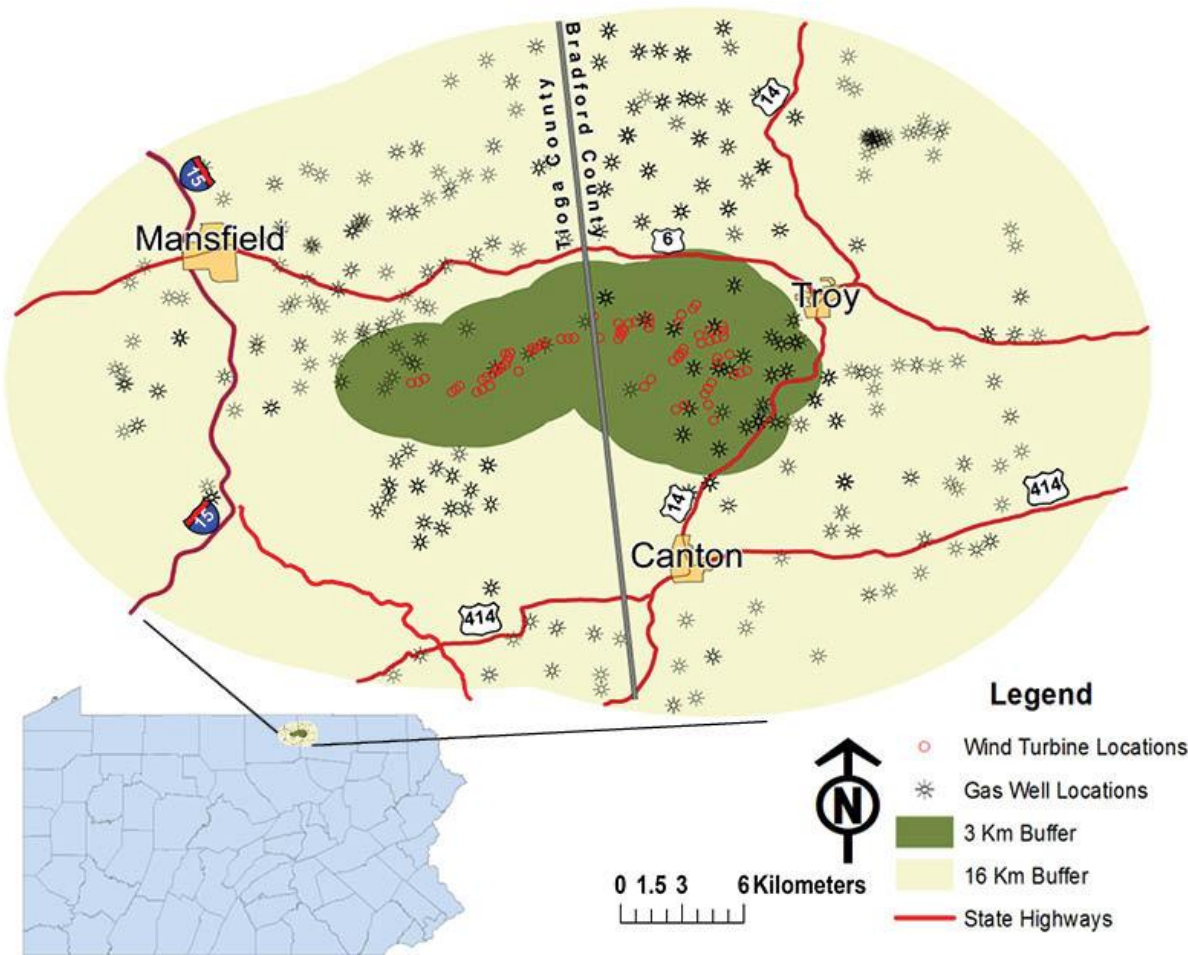 Bradford County
Tioga County
14
15
6
Mansfield
Troy
15
14
414
Canton
414
Legend
Wind Turbine Locations
Gas Well Locations
3 Km Buffer
16 Km Buffer
State Highways
N
0 1.5 3 6 Kilometers